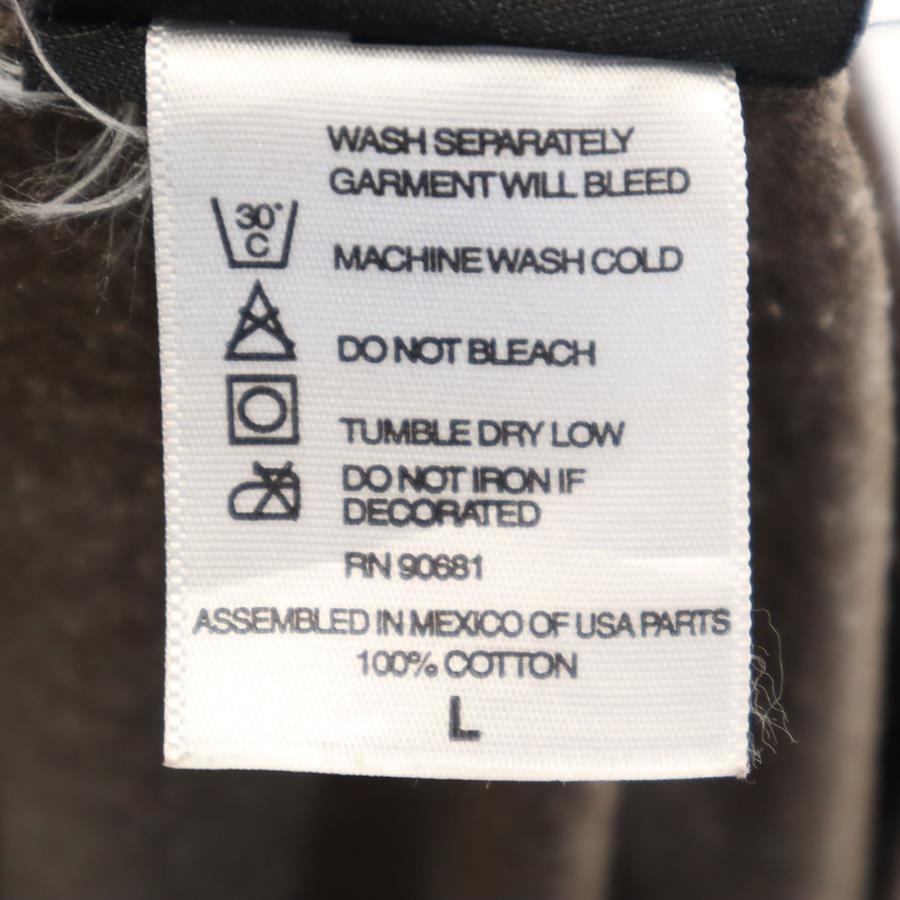 WASH SEPARATELY
GARMENT WILL BLEED
30°
C
MACHINE WASH COLD
DO NOT BLEACH
TUMBLE DRY LOW
DO NOT IRON IF
DECORATED
RN 90681
ASSEMBLED IN MEXICO OF USA PARTS
100% COTTON
L